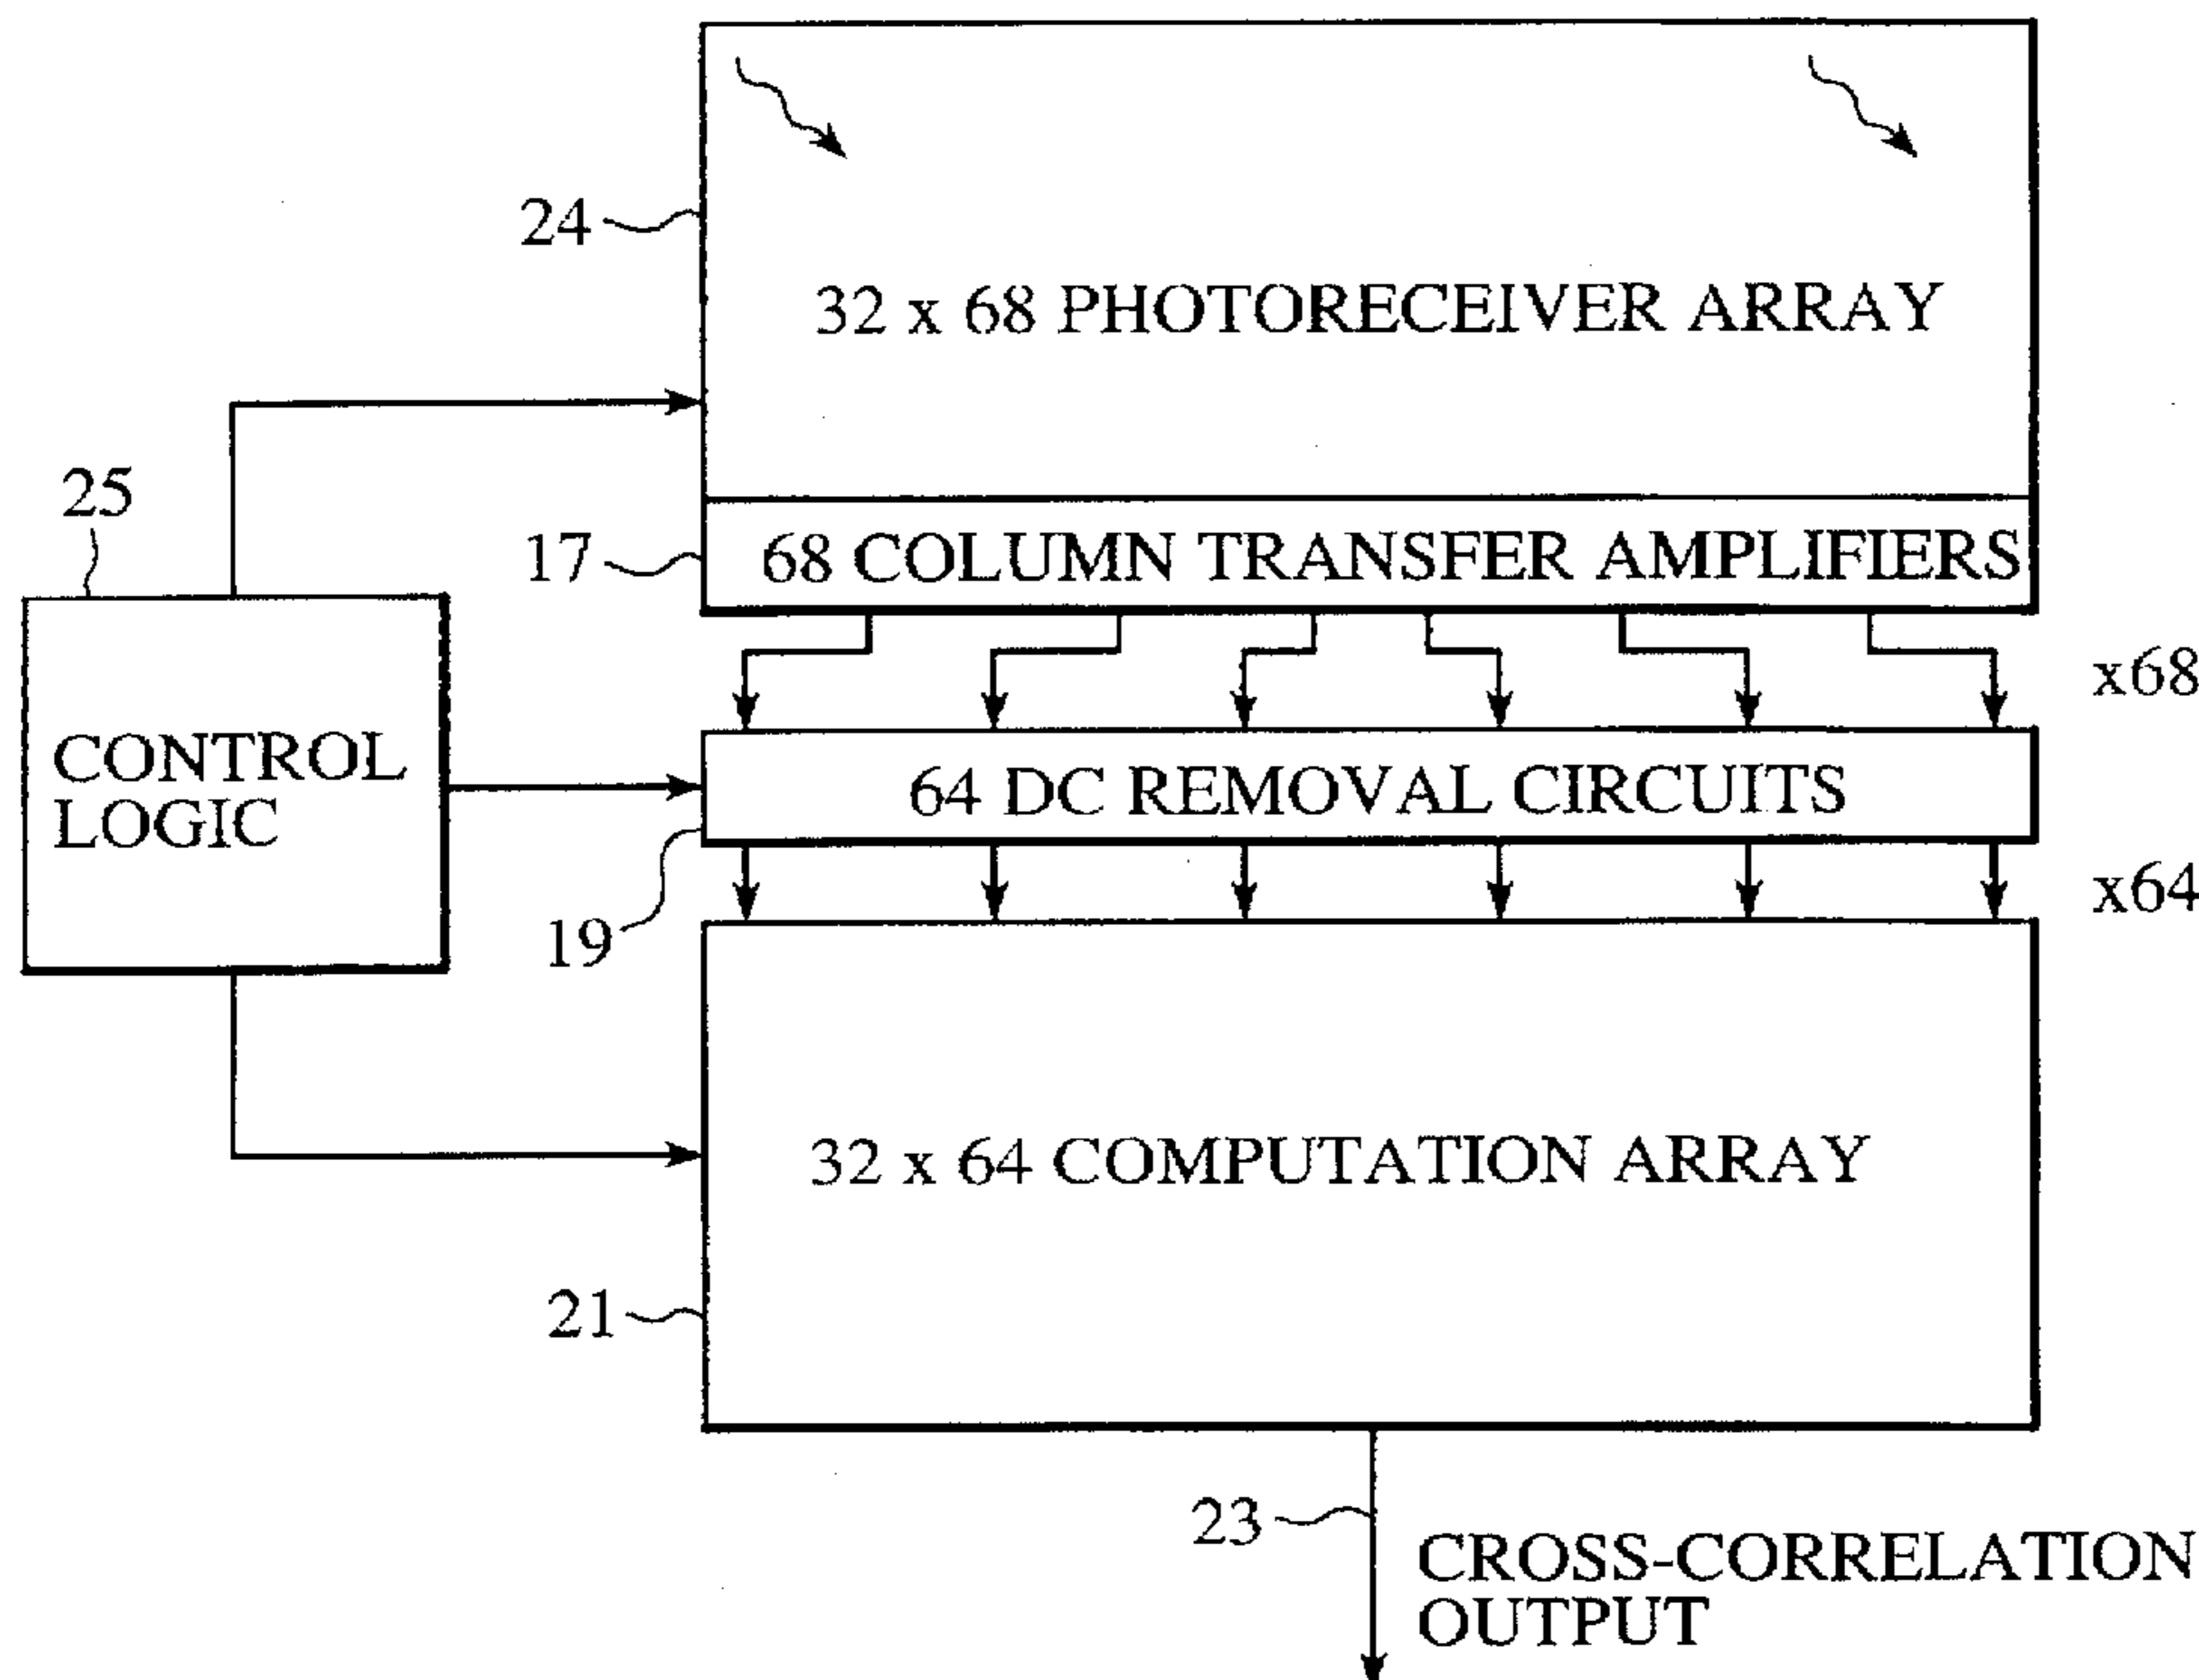 24
32 x 68 PHOTORECEIVER ARRAY
25
17
68 COLUMN TRANSFER AMPLIFIERS
x68
CONTROL
LOGIC
64 DC REMOVAL CIRCUITS
19
x64
32 x 64 COMPUTATION ARRAY
21
23
CROSS-CORRELATION
OUTPUT